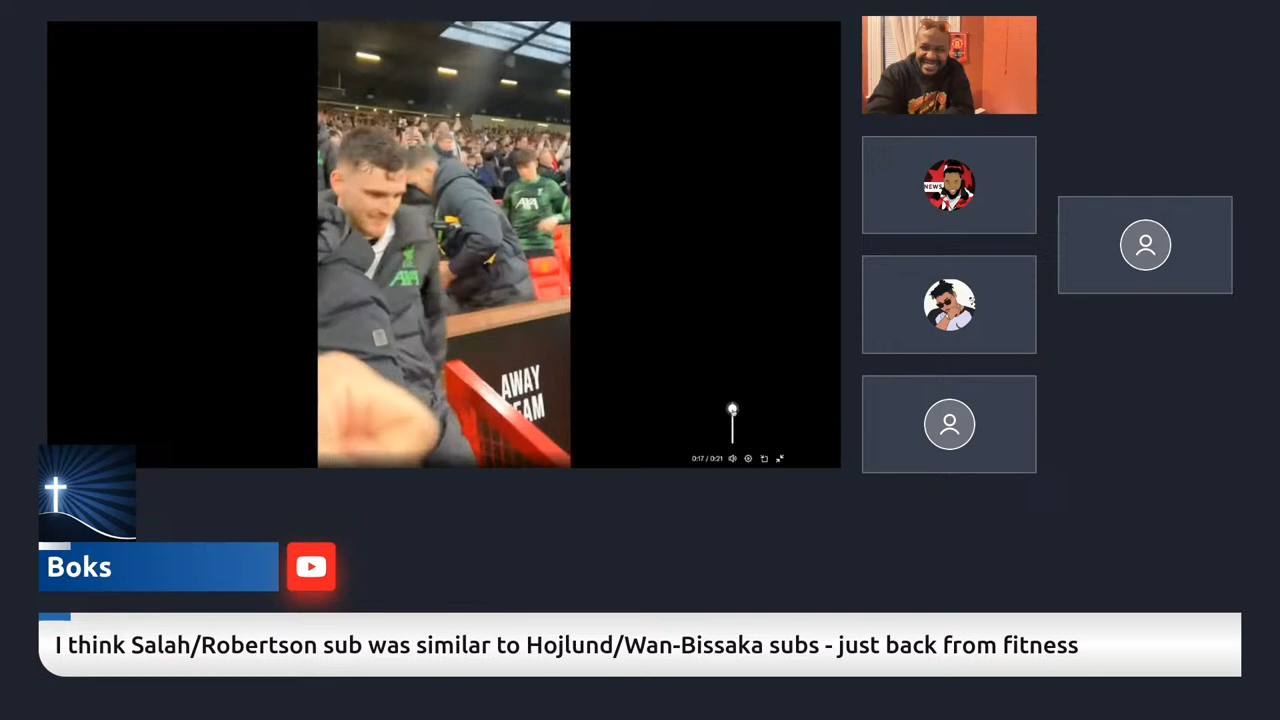 NEWS
AXA
AXA
AWAY
TEAM
0:17 / 0:21
Boks
I think Salah/Robertson sub was similar to Hojlund/Wan-Bissaka subs - just back from fitness